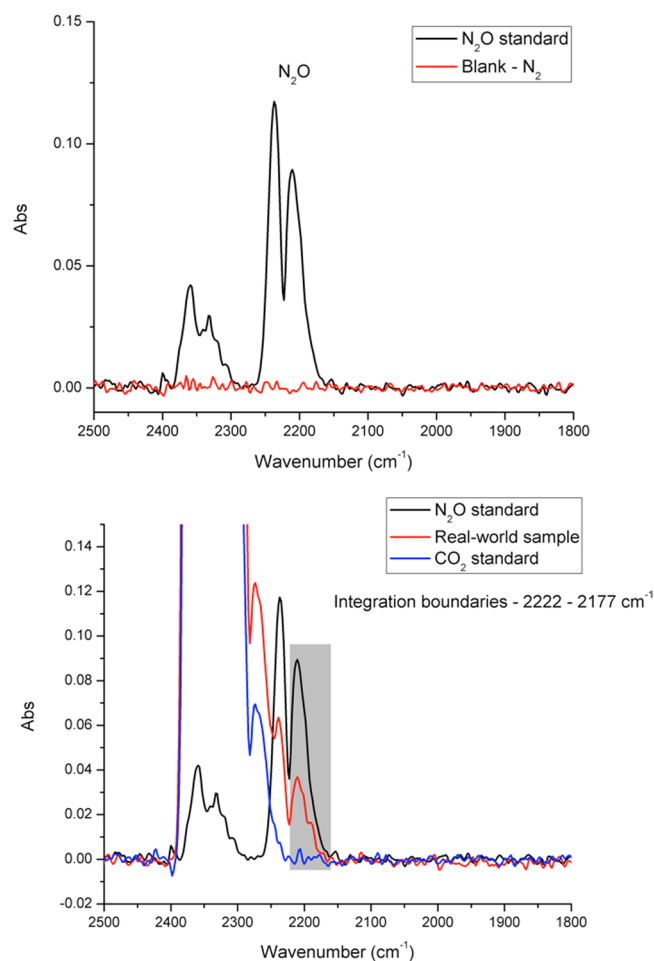 0.15
N₂O standard
Blank - N₂
N₂O
0.10
Abs
0.05
0.00
2500 2400 2300 2200 2100 2000 1900 1800
Wavenumber (cm⁻¹)
N₂O standard
Real-world sample
CO₂ standard
0.14
0.12
Integration boundaries - 2222 - 2177 cm⁻¹
0.10
0.08
Abs
0.06
0.04
0.02
0.00
-0.02
2500 2400 2300 2200 2100 2000 1900 1800
Wavenumber (cm⁻¹)